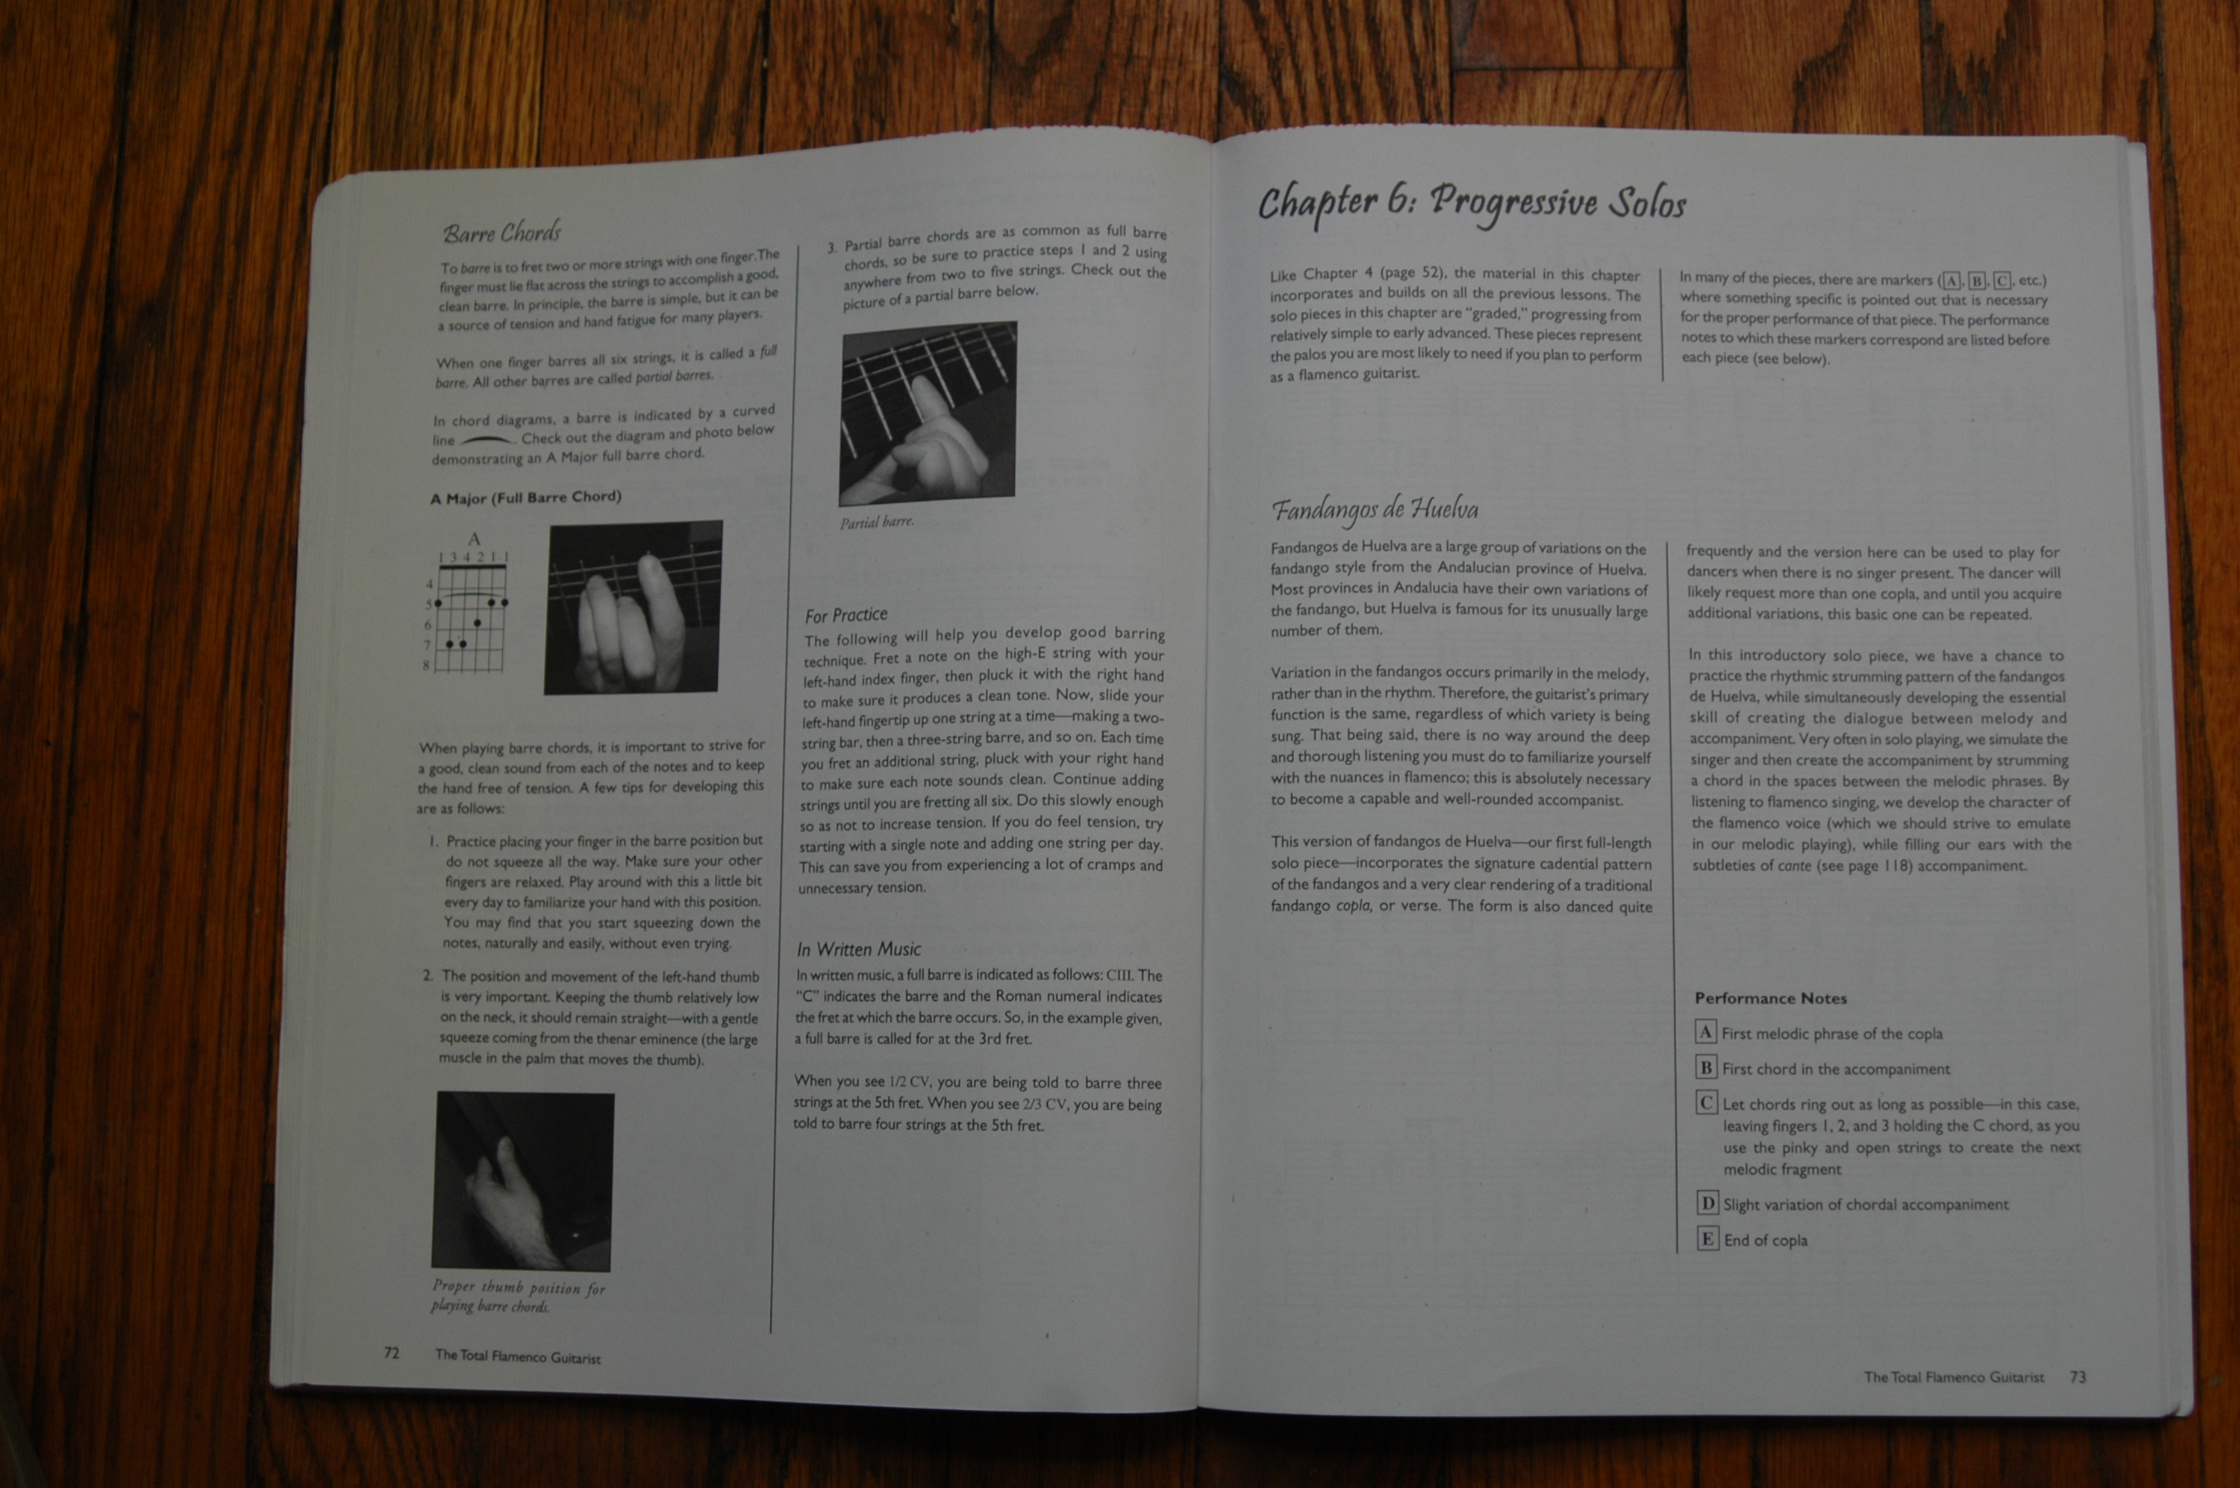 Barre Chords
To barre is to fret two or more strings with one finger. The
finger must lie flat across the strings to accomplish a good,
clean barre. In principle, the barre is simple, but it can be
a source of tension and hand fatigue for many players.
When one finger barres all six strings, it is called a full
barre. All other barres are called partial barres.
In chord diagrams, a barre is indicated by a curved
line . Check out the diagram and photo below
demonstrating an A Major full barre chord.
A Major (Full Barre Chord)
A
1 3 4 2 1 1
4
5
6
7
8
When playing barre chords, it is important to strive for
a good, clean sound from each of the notes and to keep
the hand free of tension. A few tips for developing this
are as follows:
1. Practice placing your finger in the barre position but
do not squeeze all the way. Make sure your other
fingers are relaxed. Play around with this a little bit
every day to familiarize your hand with this position.
You may find that you start squeezing down the
notes, naturally and easily, without even trying.
2. The position and movement of the left-hand thumb
is very important. Keeping the thumb relatively low
on the neck, it should remain straight—with a gentle
squeeze coming from the thenar eminence (the large
muscle in the palm that moves the thumb).
Proper thumb position for
playing barre chords.
3. Partial barre chords are as common as full barre
chords, so be sure to practice steps 1 and 2 using
anywhere from two to five strings. Check out the
picture of a partial barre below.
Partial barre.
For Practice
The following will help you develop good barring
technique. Fret a note on the high-E string with your
left-hand index finger, then pluck it with the right hand
to make sure it produces a clean tone. Now, slide your
left-hand fingertip up one string at a time—making a two-
string bar, then a three-string barre, and so on. Each time
you fret an additional string, pluck with your right hand
to make sure each note sounds clean. Continue adding
strings until you are fretting all six. Do this slowly enough
so as not to increase tension. If you do feel tension, try
starting with a single note and adding one string per day.
This can save you from experiencing a lot of cramps and
unnecessary tension.
In Written Music
In written music, a full barre is indicated as follows: CIII. The
"C" indicates the barre and the Roman numeral indicates
the fret at which the barre occurs. So, in the example given,
a full barre is called for at the 3rd fret.
When you see 1/2 CV, you are being told to barre three
strings at the 5th fret. When you see 2/3 CV, you are being
told to barre four strings at the 5th fret.
72 The Total Flamenco Guitarist
Chapter 6: Progressive Solos
Like Chapter 4 (page 52), the material in this chapter
incorporates and builds on all the previous lessons. The
solo pieces in this chapter are "graded," progressing from
relatively simple to early advanced. These pieces represent
the palos you are most likely to need if you plan to perform
as a flamenco guitarist.
In many of the pieces, there are markers (A, B, C, etc.)
where something specific is pointed out that is necessary
for the proper performance of that piece. The performance
notes to which these markers correspond are listed before
each piece (see below).
Fandangos de Huelva
Fandangos de Huelva are a large group of variations on the
fandango style from the Andalucian province of Huelva.
Most provinces in Andalucia have their own variations of
the fandango, but Huelva is famous for its unusually large
number of them.
Variation in the fandangos occurs primarily in the melody,
rather than in the rhythm. Therefore, the guitarist's primary
function is the same, regardless of which variety is being
sung. That being said, there is no way around the deep
and thorough listening you must do to familiarize yourself
with the nuances in flamenco; this is absolutely necessary
to become a capable and well-rounded accompanist.
This version of fandangos de Huelva—our first full-length
solo piece—incorporates the signature cadential pattern
of the fandangos and a very clear rendering of a traditional
fandango copla, or verse. The form is also danced quite
frequently and the version here can be used to play for
dancers when there is no singer present. The dancer will
likely request more than one copla, and until you acquire
additional variations, this basic one can be repeated.
In this introductory solo piece, we have a chance to
practice the rhythmic strumming pattern of the fandangos
de Huelva, while simultaneously developing the essential
skill of creating the dialogue between melody and
accompaniment. Very often in solo playing, we simulate the
singer and then create the accompaniment by strumming
a chord in the spaces between the melodic phrases. By
listening to flamenco singing, we develop the character of
the flamenco voice (which we should strive to emulate
in our melodic playing), while filling our ears with the
subtleties of cante (see page 118) accompaniment.
Performance Notes
A First melodic phrase of the copla
B First chord in the accompaniment
C Let chords ring out as long as possible—in this case,
leaving fingers 1, 2, and 3 holding the C chord, as you
use the pinky and open strings to create the next
melodic fragment
D Slight variation of chordal accompaniment
E End of copla
The Total Flamenco Guitarist 73